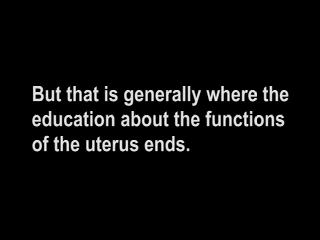 But that is generally where the
education about the functions
of the uterus ends.